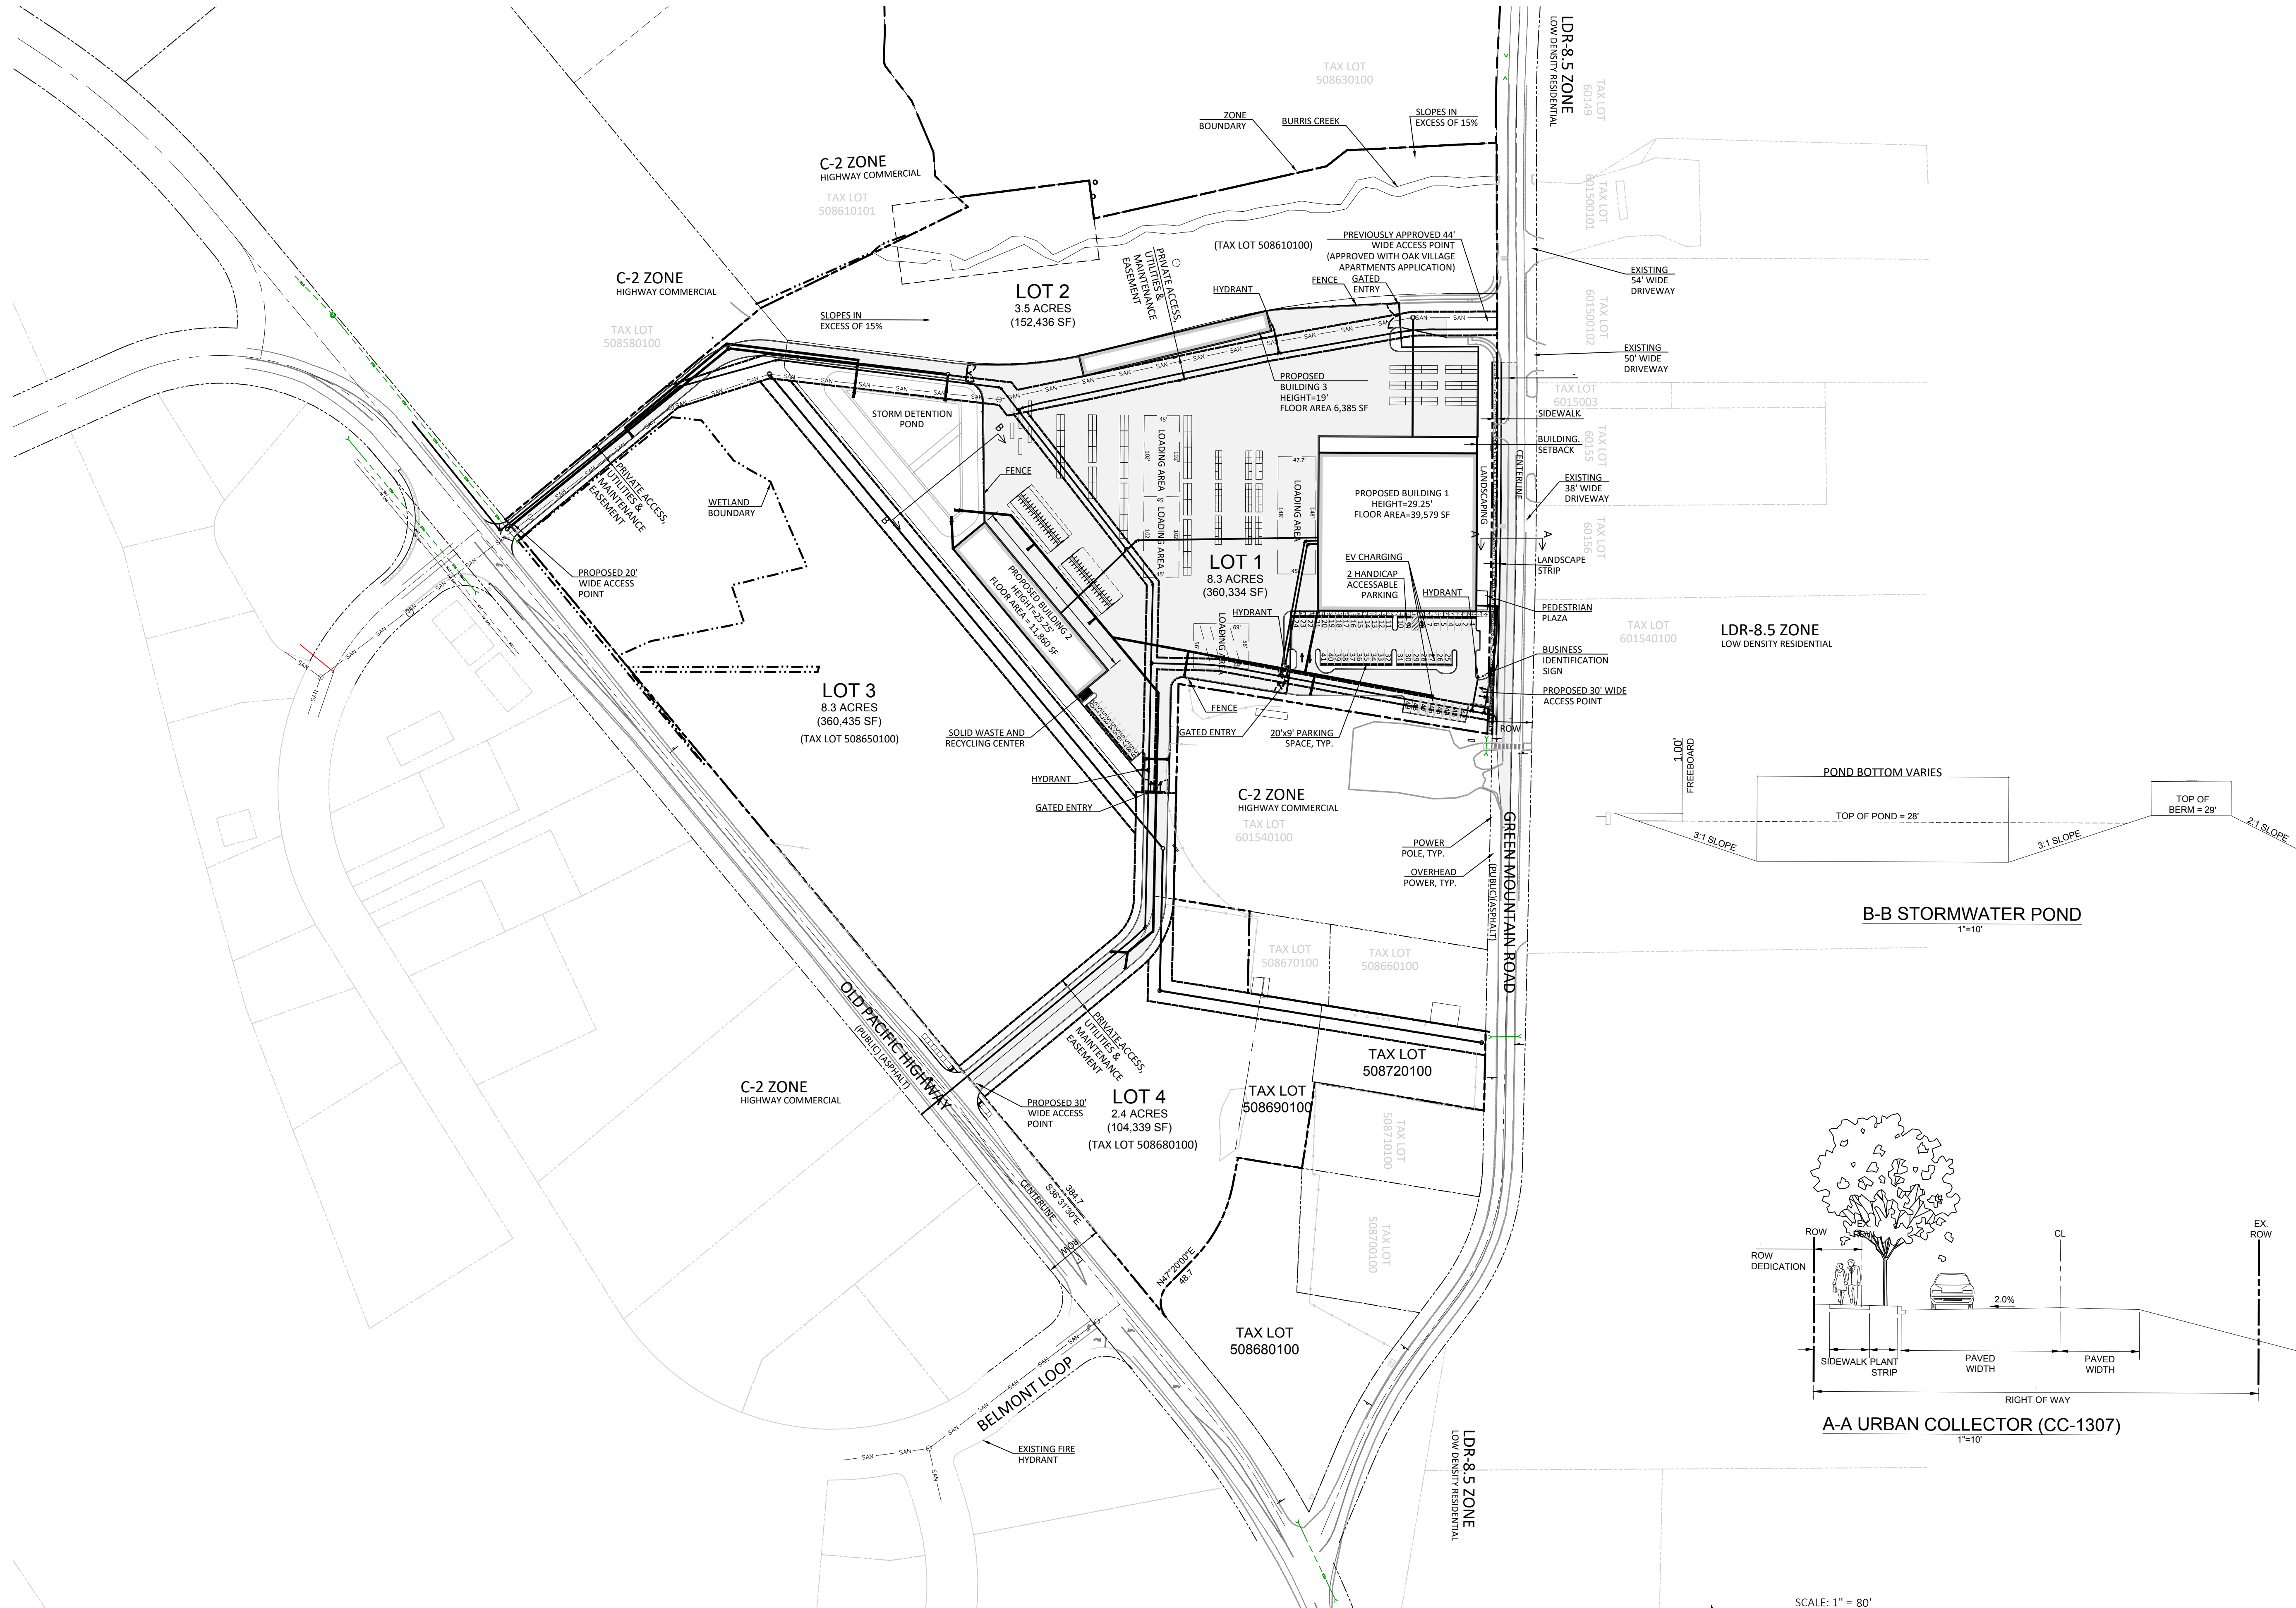 LDR-8.5 ZONE
LOW DENSITY RESIDENTIAL
TAX LOT
60149
TAX LOT
508630100
ZONE
BOUNDARY
BURRIS CREEK
SLOPES IN
EXCESS OF 15%
C-2 ZONE
HIGHWAY COMMERCIAL
TAX LOT
508610101
TAX LOT
601500101
(TAX LOT 508610100)
PREVIOUSLY APPROVED 44'
WIDE ACCESS POINT
(APPROVED WITH OAK VILLAGE
APARTMENTS APPLICATION)
PRIVATE ACCESS,
UTILITIES &
MAINTENANCE
EASEMENT
FENCE
GATED
ENTRY
HYDRANT
EXISTING
54' WIDE
DRIVEWAY
C-2 ZONE
HIGHWAY COMMERCIAL
TAX LOT
508580100
LOT 2
3.5 ACRES
(152,436 SF)
SLOPES IN
EXCESS OF 15%
TAX LOT
601500102
EXISTING
50' WIDE
DRIVEWAY
PROPOSED
BUILDING 3
HEIGHT=19'
FLOOR AREA 6,385 SF
TAX LOT
6015003
STORM DETENTION
POND
B
B
FENCE
45'
LOADING AREA
102'
102'
45'
LOADING AREA
102'
102'
45'
47.7'
LOADING AREA
148'
148'
45'
SIDEWALK
BUILDING.
SETBACK
TAX LOT
60155
CENTERLINE
LANDSCAPING
EXISTING
38' WIDE
DRIVEWAY
PROPOSED BUILDING 1
HEIGHT=29.25'
FLOOR AREA=39,579 SF
TAX LOT
60156
A
A
LANDSCAPE
STRIP
WETLAND
BOUNDARY
PRIVATE ACCESS,
UTILITIES &
MAINTENANCE
EASEMENT
PROPOSED 20'
WIDE ACCESS
POINT
LOT 1
8.3 ACRES
(360,334 SF)
EV CHARGING
2 HANDICAP
ACCESSABLE
PARKING
HYDRANT
HYDRANT
PEDESTRIAN
PLAZA
PROPOSED BUILDING 2
HEIGHT=25.25'
FLOOR AREA = 11,860 SF
LOADING AREA
69'
56'
56'
TAX LOT
601540100
LDR-8.5 ZONE
LOW DENSITY RESIDENTIAL
BUSINESS
IDENTIFICATION
SIGN
PROPOSED 30' WIDE
ACCESS POINT
LOT 3
8.3 ACRES
(360,435 SF)
(TAX LOT 508650100)
SOLID WASTE AND
RECYCLING CENTER
FENCE
GATED ENTRY
20'x9' PARKING
SPACE, TYP.
ROW
HYDRANT
GATED ENTRY
C-2 ZONE
HIGHWAY COMMERCIAL
TAX LOT
601540100
POWER
POLE, TYP.
OVERHEAD
POWER, TYP.
GREEN MOUNTAIN ROAD
(PUBLIC)(ASPHALT)
1.00'
FREEBOARD
POND BOTTOM VARIES
TOP OF POND = 28'
3:1 SLOPE
3:1 SLOPE
TOP OF
BERM = 29'
2:1 SLOPE
B-B STORMWATER POND
1"=10'
TAX LOT
508670100
TAX LOT
508660100
OLD PACIFIC HIGHWAY
(PUBLIC) (ASPHALT)
PRIVATE ACCESS,
UTILITIES &
MAINTENANCE
EASEMENT
C-2 ZONE
HIGHWAY COMMERCIAL
PROPOSED 30'
WIDE ACCESS
POINT
LOT 4
2.4 ACRES
(104,339 SF)
(TAX LOT 508680100)
TAX LOT
508720100
TAX LOT
508690100
TAX LOT
508710100
TAX LOT
508700100
CENTERLINE
384.7
S36°31'30"E
ROW
N47°20'00"E
48.7
TAX LOT
508680100
BELMONT LOOP
EXISTING FIRE
HYDRANT
LDR-8.5 ZONE
LOW DENSITY RESIDENTIAL
ROW
EX.
ROW
CL
EX.
ROW
ROW
DEDICATION
2.0%
SIDEWALK
PLANT
STRIP
PAVED
WIDTH
PAVED
WIDTH
RIGHT OF WAY
A-A URBAN COLLECTOR (CC-1307)
1"=10'
SCALE: 1" = 80'